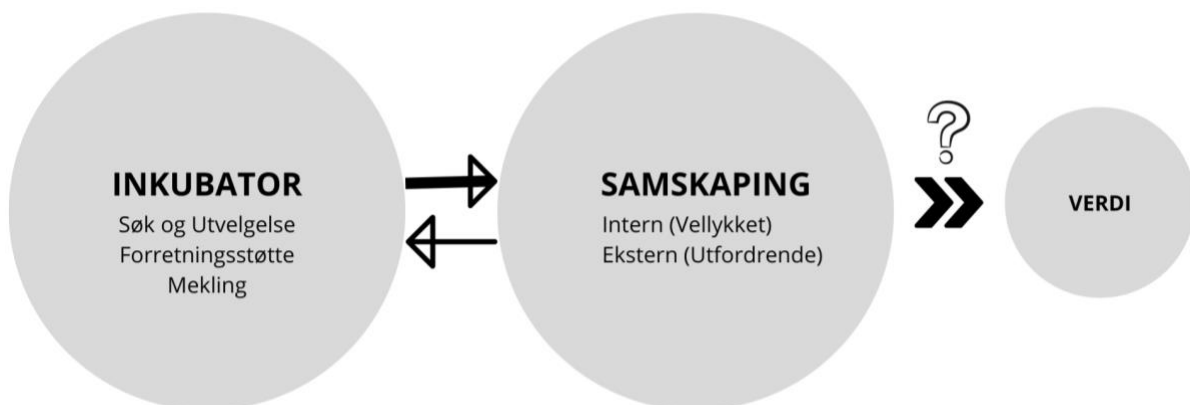 INKUBATOR
Søk og Utvelgelse
Forretningsstøtte
Mekling
SAMSKAPING
Intern (Vellykket)
Ekstern (Utfordrende)
?
VERDI